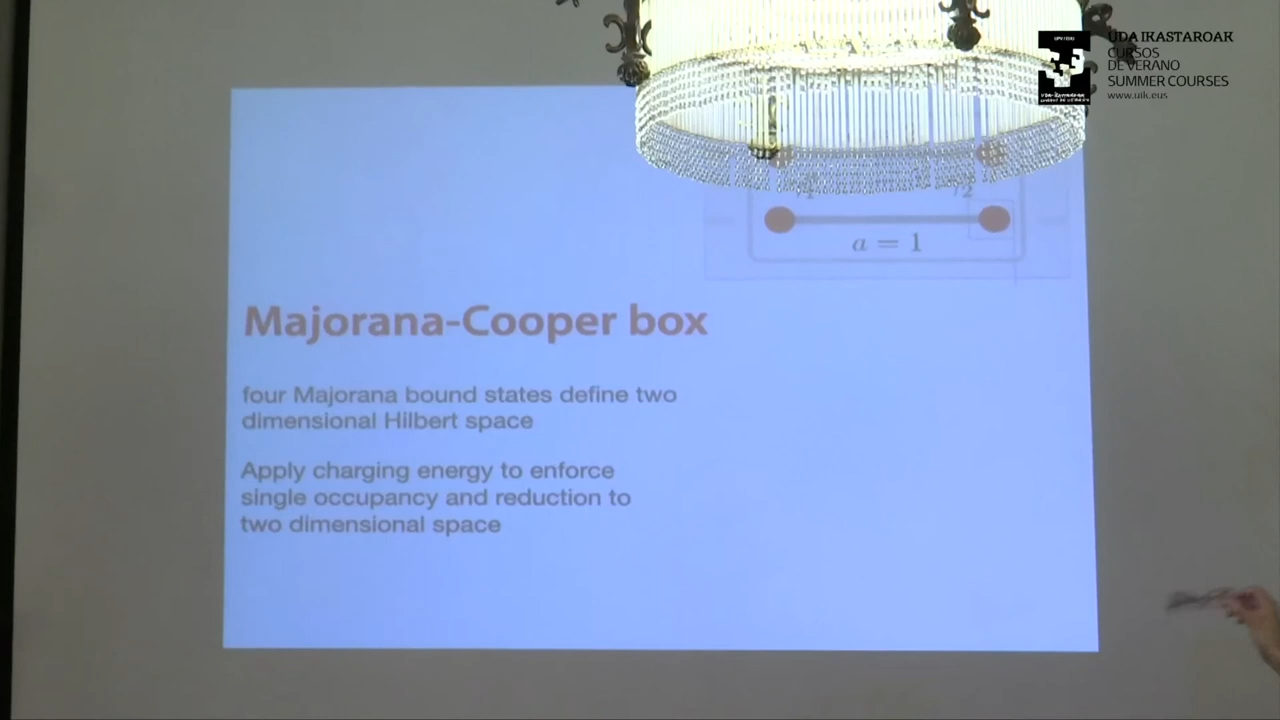 UDA IKASTAROAK
CURSOS
DE VERANO
SUMMER COURSES
www.uik.eus
a = 1
Majorana-Cooper box
four Majorana bound states define two
dimensional Hilbert space
Apply charging energy to enforce
single occupancy and reduction to
two dimensional space